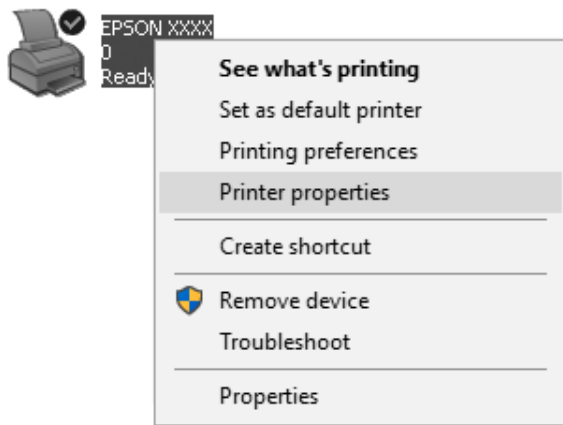 EPSON XXXX
0
Ready
See what's printing
Set as default printer
Printing preferences
Printer properties
Create shortcut
Remove device
Troubleshoot
Properties